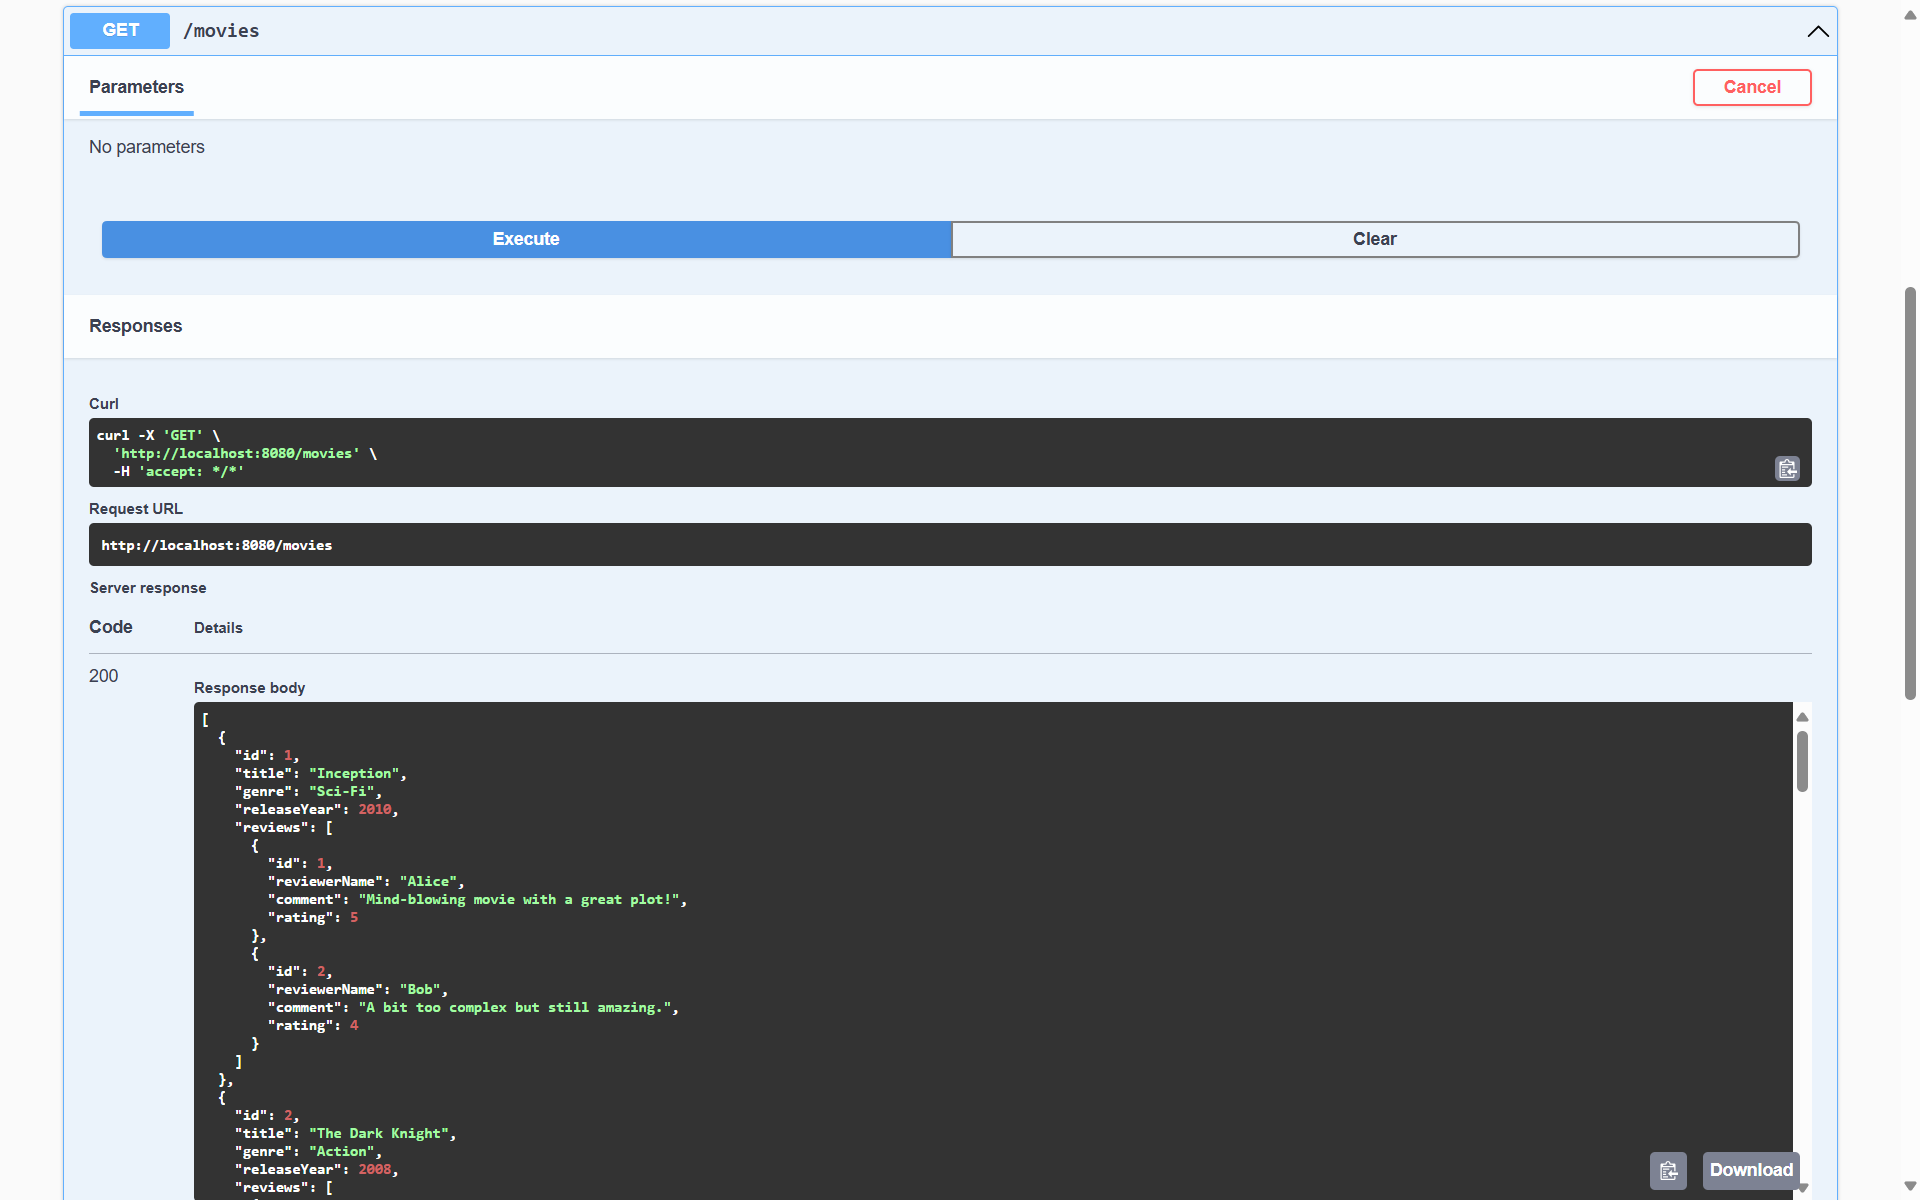 GET /movies
Parameters
Cancel
No parameters
Execute
Clear
Responses
Curl
curl -X 'GET' \
  'http://localhost:8080/movies' \
  -H 'accept: */*'
Request URL
http://localhost:8080/movies
Server response
Code Details
200
Response body
[
  {
    "id": 1,
    "title": "Inception",
    "genre": "Sci-Fi",
    "releaseYear": 2010,
    "reviews": [
      {
        "id": 1,
        "reviewerName": "Alice",
        "comment": "Mind-blowing movie with a great plot!",
        "rating": 5
      },
      {
        "id": 2,
        "reviewerName": "Bob",
        "comment": "A bit too complex but still amazing.",
        "rating": 4
      }
    ]
  },
  {
    "id": 2,
    "title": "The Dark Knight",
    "genre": "Action",
    "releaseYear": 2008,
    "reviews": [
Download